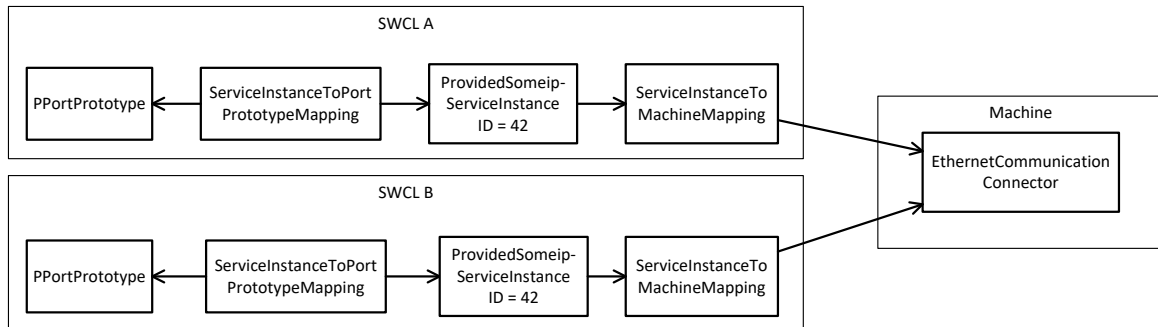 SWCL A
PPortPrototype
ServiceInstanceToPort
PrototypeMapping
ProvidedSomeip-
ServiceInstance
ID = 42
ServiceInstanceTo
MachineMapping
Machine
EthernetCommunication
Connector
SWCL B
PPortPrototype
ServiceInstanceToPort
PrototypeMapping
ProvidedSomeip-
ServiceInstance
ID = 42
ServiceInstanceTo
MachineMapping